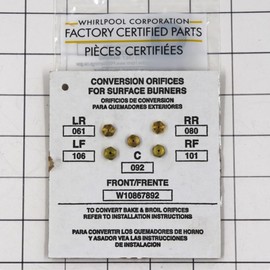 WHIRLPOOL CORPORATION
FACTORY CERTIFIED PARTS
PIÈCES CERTIFIÉES
CONVERSION ORIFICES
FOR SURFACE BURNERS
ORIFICIOS DE CONVERSION
PARA QUEMADORES EXTERIORES
LR RR
061 080
LF RF
106 C 101
092
FRONT/FRENTE
W10867892
TO CONVERT BAKE & BROIL ORIFICES
REFER TO INSTALLATION INSTRUCTIONS
PARA CONVERTIR LOS QUEMADORES DE HORNO
Y ASADOR VEA LAS INSTRUCCIONES
DE INSTALACIÓN